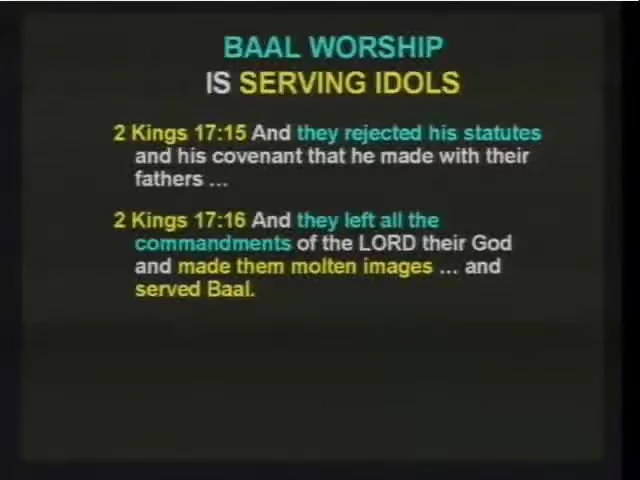 BAAL WORSHIP
IS SERVING IDOLS
2 Kings 17:15 And they rejected his statutes
and his covenant that he made with their
fathers ...
2 Kings 17:16 And they left all the
commandments of the LORD their God
and made them molten images ... and
served Baal.